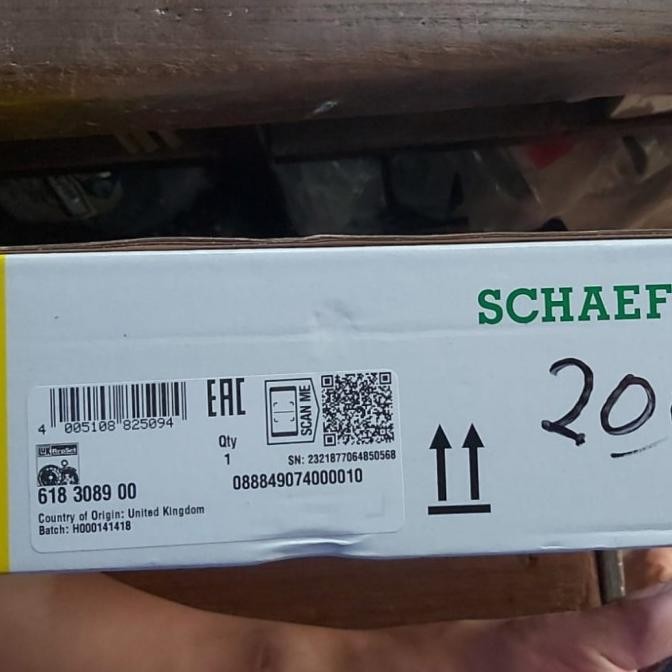 SCHAEF
20
4 005108 825094
EAC
SCAN ME
Qty
1
SN: 2321877064850568
088849074000010
618 3089 00
Country of Origin: United Kingdom
Batch: H000141418